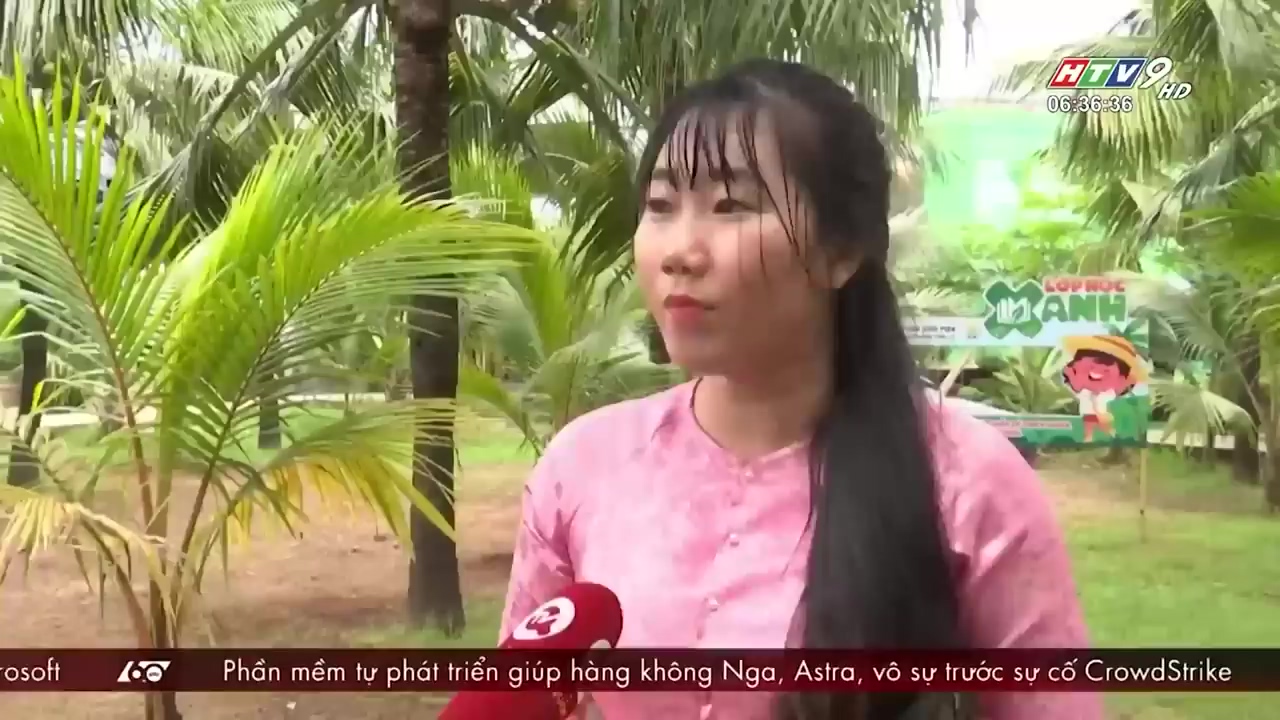 HTV9 HD
06:36:36
LỚP HỌC
XANH
rosoft
60 Phần mềm tự phát triển giúp hàng không Nga, Astra, vô sự trước sự cố CrowdStrike